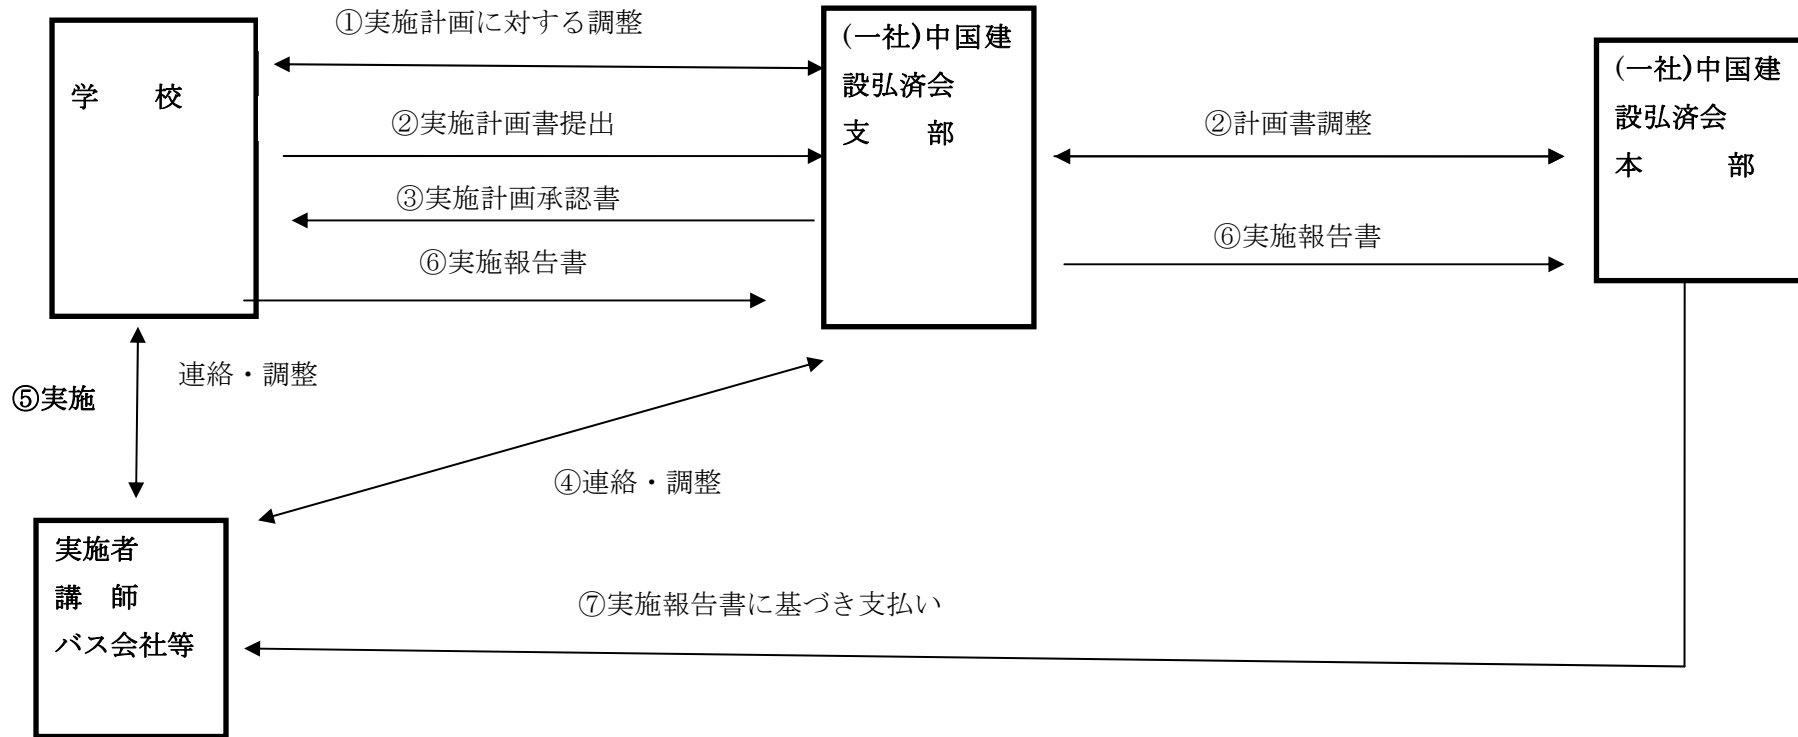 ①実施計画に対する調整
(一社)中国建
設弘済会
支　　部
(一社)中国建
設弘済会
本　　　部
学　　校
②実施計画書提出
②計画書調整
③実施計画承認書
⑥実施報告書
⑥実施報告書
連絡・調整
⑤実施
④連絡・調整
実施者
講　師
バス会社等
⑦実施報告書に基づき支払い